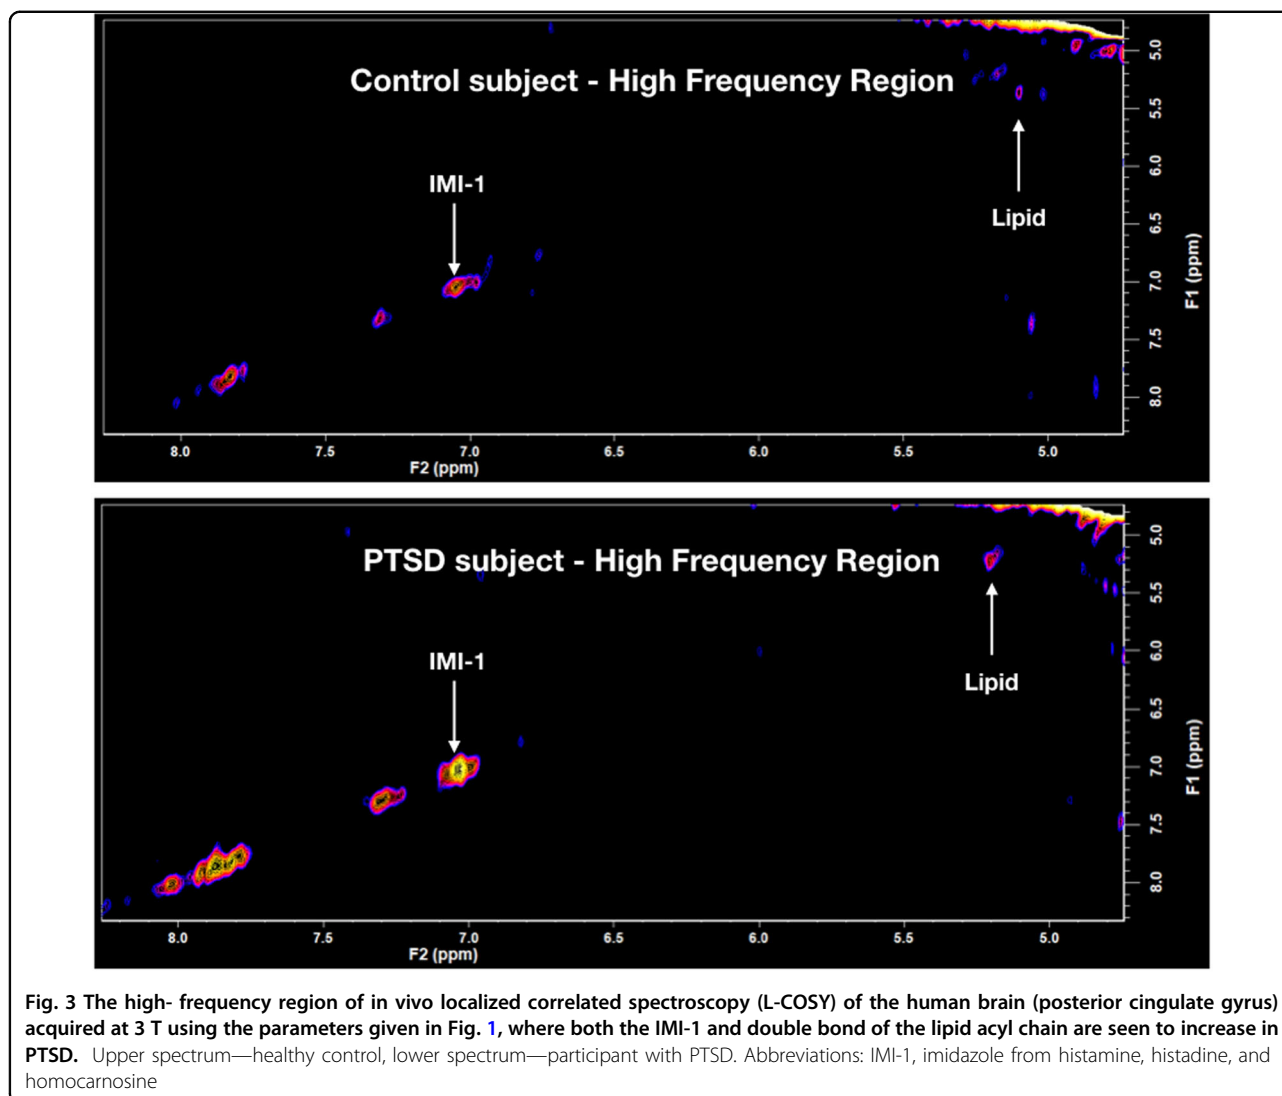 Control subject - High Frequency Region
IMI-1
Lipid
5.0
5.5
6.0
6.5
7.0
7.5
8.0
F1 (ppm)
8.0 7.5 7.0 6.5 6.0 5.5 5.0
F2 (ppm)
PTSD subject - High Frequency Region
IMI-1
Lipid
5.0
5.5
6.0
6.5
7.0
7.5
8.0
F1 (ppm)
8.0 7.5 7.0 6.5 6.0 5.5 5.0
F2 (ppm)
Fig. 3 The high- frequency region of in vivo localized correlated spectroscopy (L-COSY) of the human brain (posterior cingulate gyrus)
acquired at 3 T using the parameters given in Fig. 1, where both the IMI-1 and double bond of the lipid acyl chain are seen to increase in
PTSD. Upper spectrum—healthy control, lower spectrum—participant with PTSD. Abbreviations: IMI-1, imidazole from histamine, histadine, and
homocarnosine